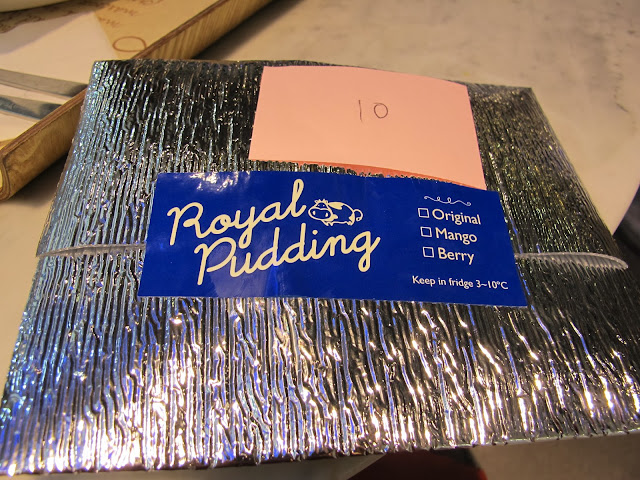 10
Royal
Pudding
Original
Mango
Berry
Keep in fridge 3~10°C